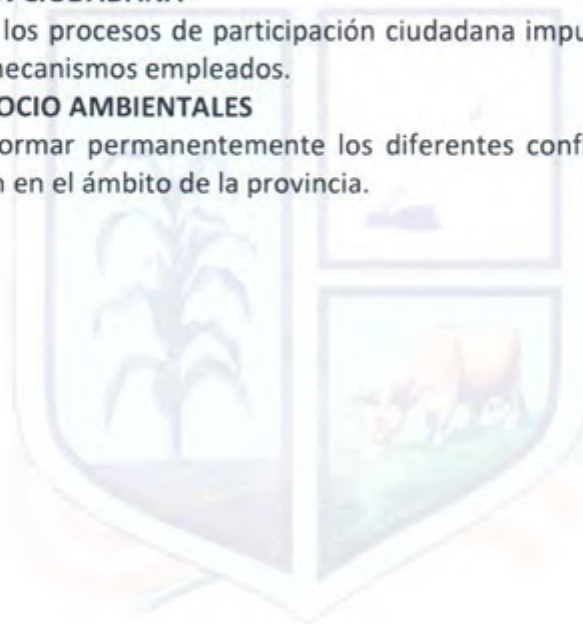 los procesos de participación ciudadana impu
mecanismos empleados.
OCIO AMBIENTALES
ormar permanentemente los diferentes conf
n en el ámbito de la provincia.